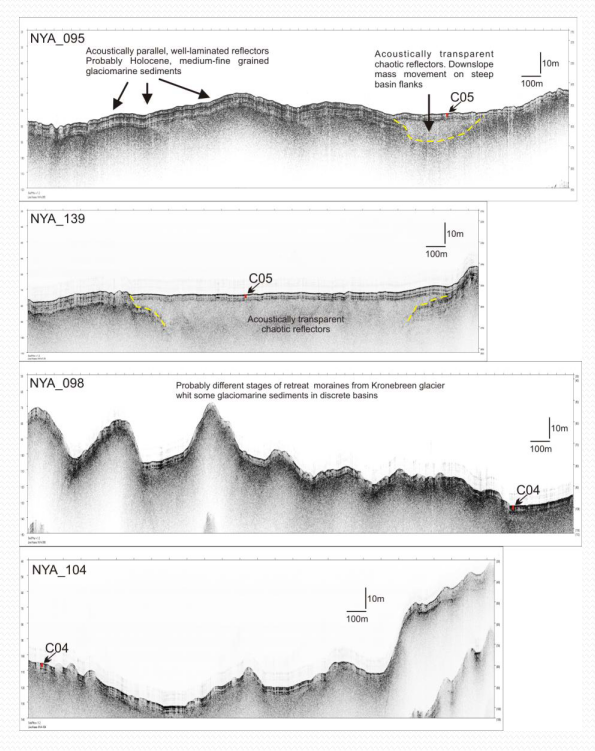 NYA_095
Acoustically parallel, well-laminated reflectors
Probably Holocene, medium-fine grained
glaciomarine sediments
Acoustically transparent
chaotic reflectors. Downslope
mass movement on steep
basin flanks
10m
100m
C05
NYA_139
10m
100m
C05
Acoustically transparent
chaotic reflectors
NYA_098
Probably different stages of retreat moraines from Kronebreen glacier
whit some glaciomarine sediments in discrete basins
10m
100m
C04
NYA_104
10m
100m
C04